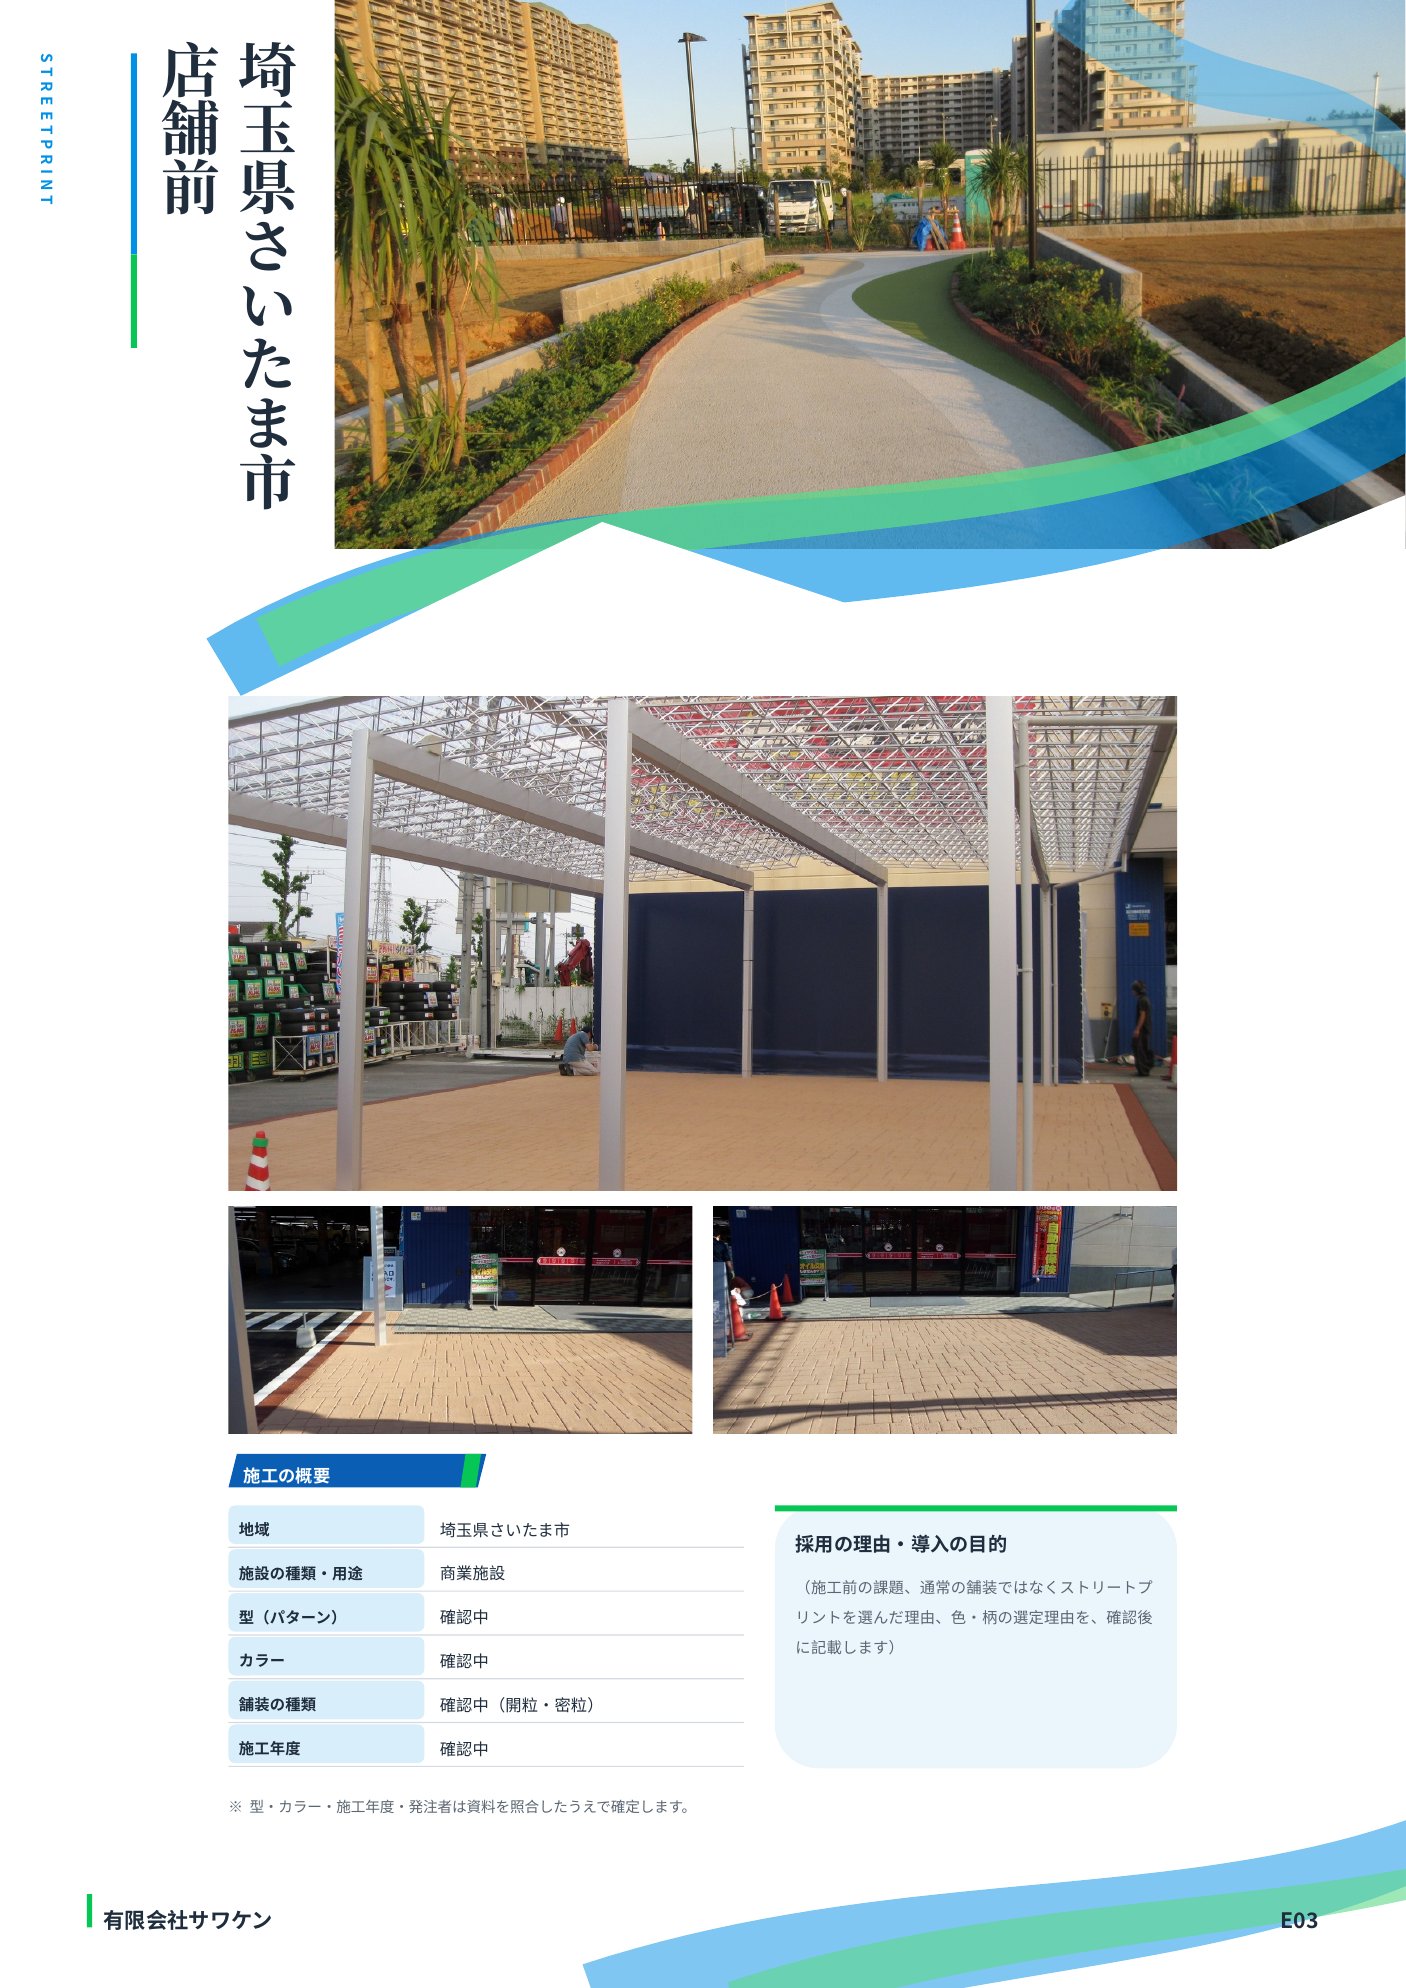 STREETPRINT
埼玉県さいたま市
店舗前
自動車保険
施工の概要
地域
埼玉県さいたま市
施設の種類・用途
商業施設
型（パターン）
確認中
カラー
確認中
舗装の種類
確認中（開粒・密粒）
施工年度
確認中
採用の理由・導入の目的
（施工前の課題、通常の舗装ではなくストリートプ
リントを選んだ理由、色・柄の選定理由を、確認後
に記載します）
※ 型・カラー・施工年度・発注者は資料を照合したうえで確定します。
有限会社サワケン
E03